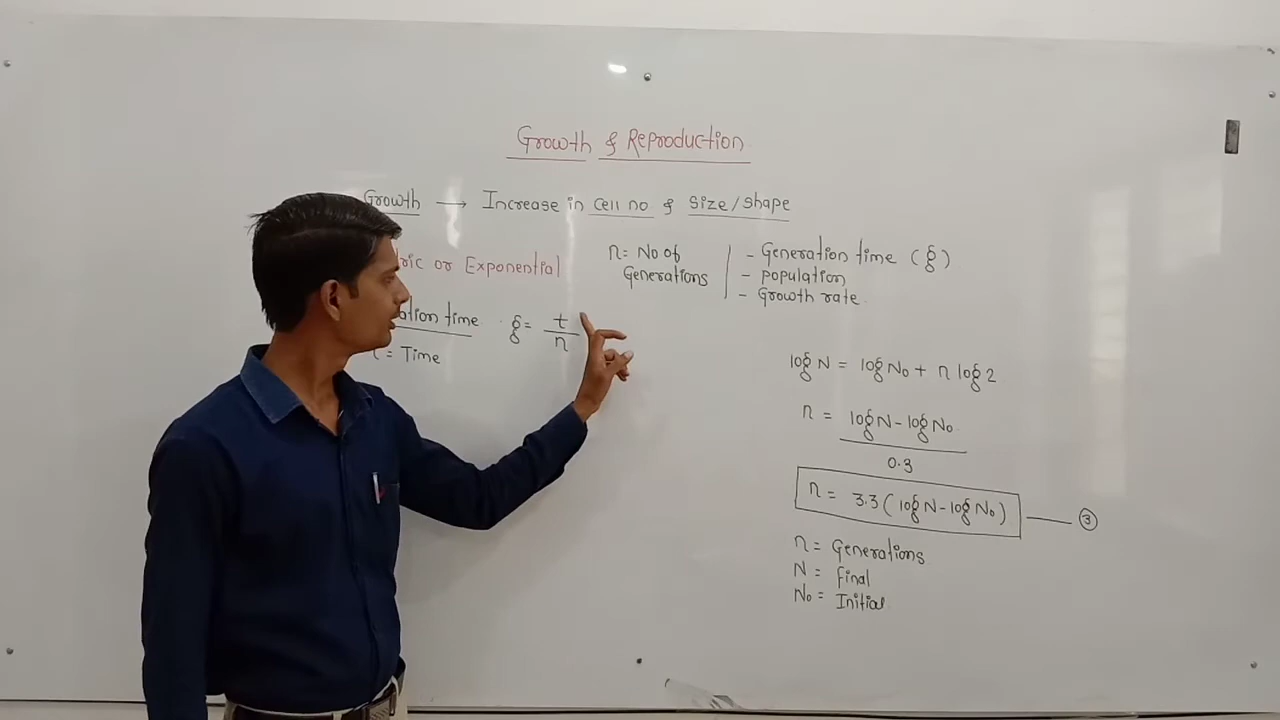 Growth & Reproduction
Growth → Increase in cell no & size/shape
or Exponential
n = No of
Generations
- Generation time (g)
- population
- Growth rate
time g = t/n
= Time
log N = log N₀ + n log 2
n = log N - log N₀
0.3
n = 3.3 (log N - log N₀) — ③
n = Generations
N = final
N₀ = Initial